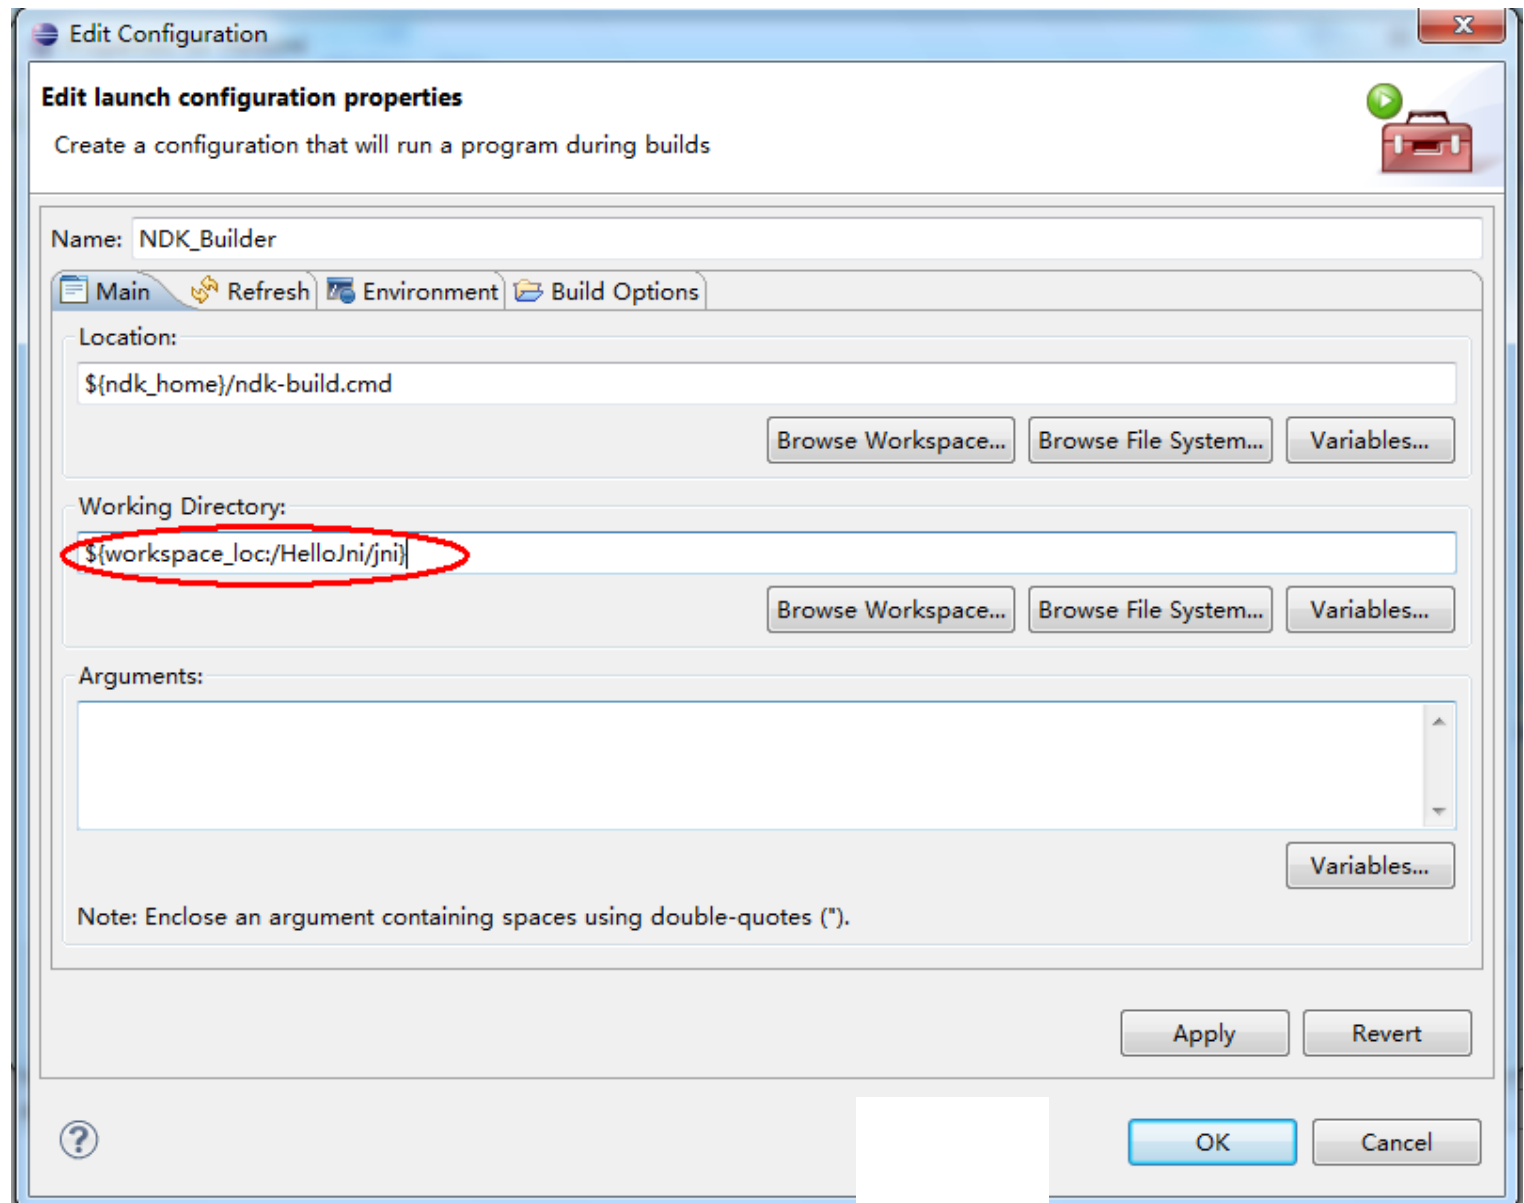 Edit Configuration
x
Edit launch configuration properties
Create a configuration that will run a program during builds
Name: NDK_Builder
Main Refresh Environment Build Options
Location:
${ndk_home}/ndk-build.cmd
Browse Workspace... Browse File System... Variables...
Working Directory:
${workspace_loc:/HelloJni/jni}
Browse Workspace... Browse File System... Variables...
Arguments:
Variables...
Note: Enclose an argument containing spaces using double-quotes (").
Apply Revert
? OK Cancel